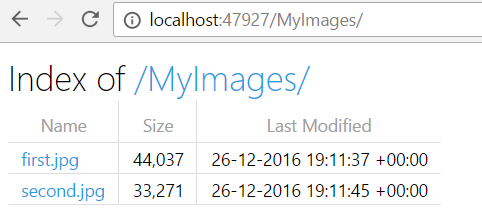 localhost:47927/MyImages/
Index of /MyImages/
Name Size Last Modified
first.jpg 44,037 26-12-2016 19:11:37 +00:00
second.jpg 33,271 26-12-2016 19:11:45 +00:00